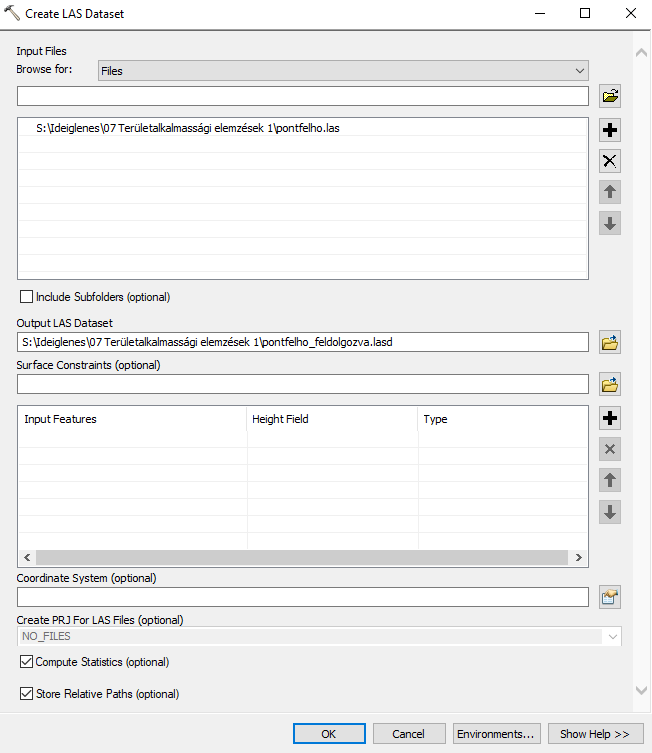 Create LAS Dataset
Input Files
Browse for:
Files
S:\Ideiglenes\07 Területalkalmassági elemzések 1\pontfelho.las
Include Subfolders (optional)
Output LAS Dataset
S:\Ideiglenes\07 Területalkalmassági elemzések 1\pontfelho_feldolgozva.lasd
Surface Constraints (optional)
Input Features
Height Field
Type
Coordinate System (optional)
Create PRJ For LAS Files (optional)
NO_FILES
Compute Statistics (optional)
Store Relative Paths (optional)
OK
Cancel
Environments...
Show Help >>